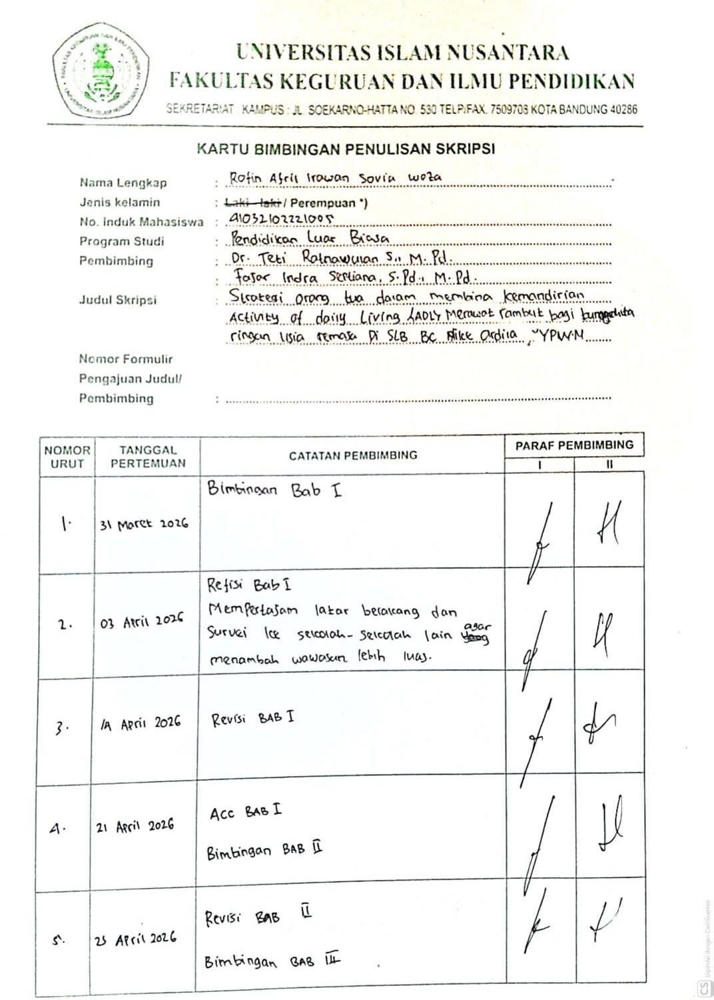 UNIVERSITAS ISLAM NUSANTARA
FAKULTAS KEGURUAN DAN ILMU PENDIDIKAN
SEKRETARIAT : KAMPUS : JL. SOEKARNO-HATTA NO. 530 TELP/FAX. 7509708 KOTA BANDUNG 40286
KARTU BIMBINGAN PENULISAN SKRIPSI
Nama Lengkap : Rofin Afril Irawan Sovia Woza
Jenis kelamin : Laki - laki / Perempuan *)
No. Induk Mahasiswa : 41032102221005
Program Studi : Pendidikan Luar Biasa
Pembimbing : Dr. Teti Ratnawulan S., M.Pd.
: Fajar Indra Septiana, S.Pd., M.Pd.
Judul Skripsi : Strategi orang tua dalam membina kemandirian
Activity of daily Living (ADL) Merawat rambut bagi tunagrahita
ringan usia remaja Di SLB BC Nike Ardila, YPWM
Nomor Formulir
Pengajuan Judul/
Pembimbing :
NOMOR URUT TANGGAL PERTEMUAN CATATAN PEMBIMBING PARAF PEMBIMBING
I II
1. 31 Maret 2026 Bimbingan Bab I
2. 03 April 2026 Refisi Bab I
Mempertajam latar belakang dan
Survei ke sekolah-sekolah lain agar
menambah wawasan lebih luas.
3. 14 April 2026 Revisi BAB I
4. 21 April 2026 Acc BAB I
Bimbingan BAB II
5. 25 April 2026 Revisi BAB II
Bimbingan BAB III
CS Dipindai dengan CamScanner